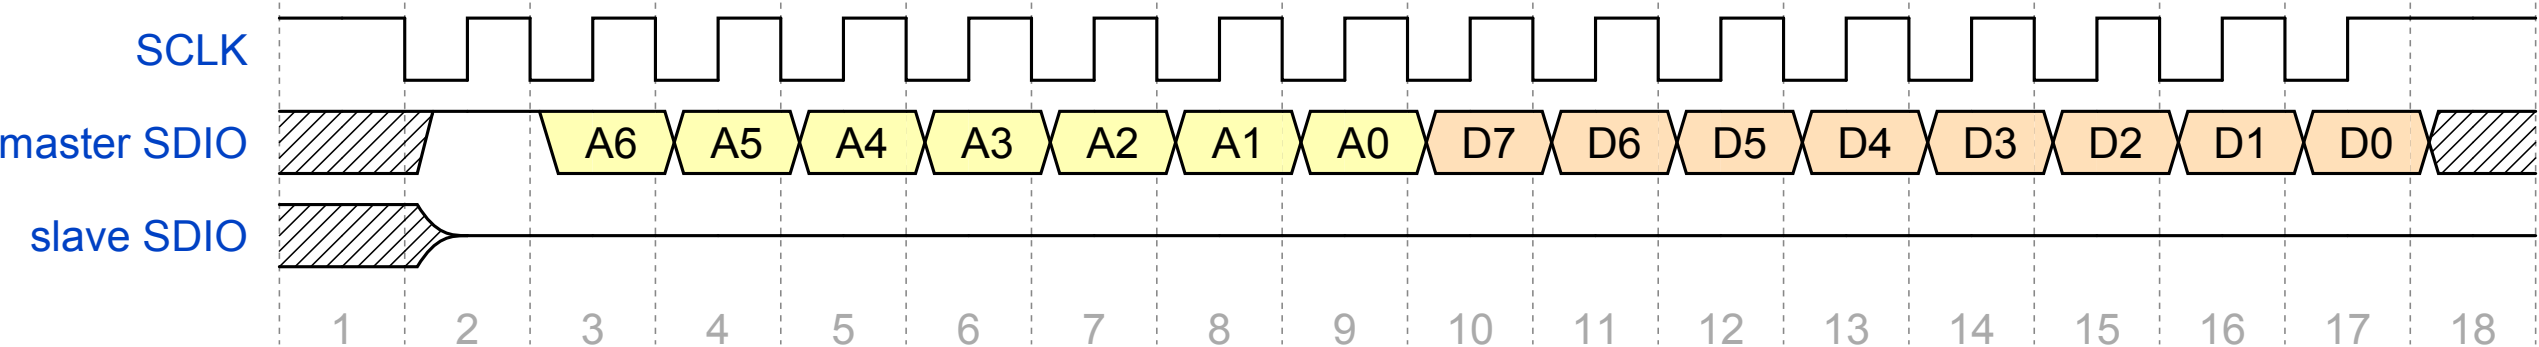 SCLK
master SDIO A6 A5 A4 A3 A2 A1 A0 D7 D6 D5 D4 D3 D2 D1 D0
slave SDIO
1 2 3 4 5 6 7 8 9 10 11 12 13 14 15 16 17 18